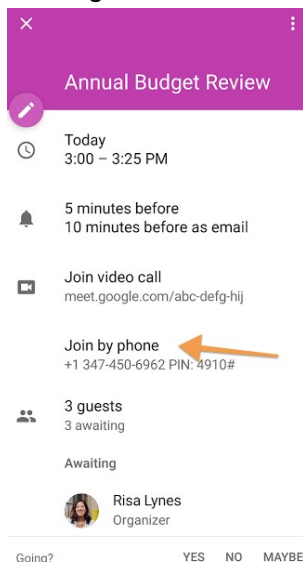 Annual Budget Review
Today
3:00 – 3:25 PM
5 minutes before
10 minutes before as email
Join video call
meet.google.com/abc-defg-hij
Join by phone
+1 347-450-6962 PIN: 4910#
3 guests
3 awaiting
Awaiting
Risa Lynes
Organizer
Going? YES NO MAYBE